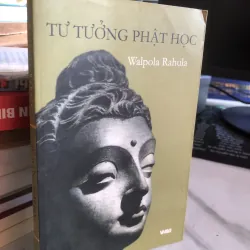 TƯ TƯỞNG PHẬT HỌC
Walpola Rahula